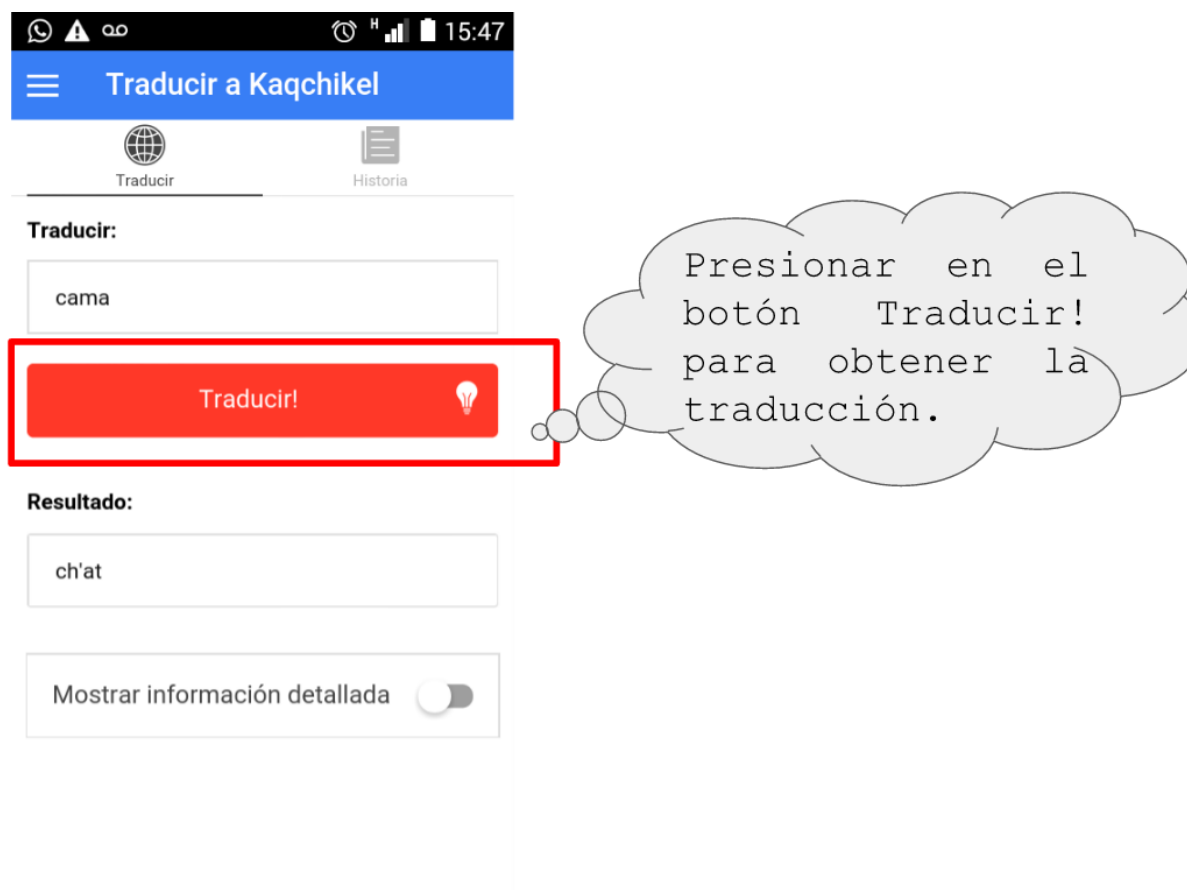 H 15:47
Traducir a Kaqchikel
Traducir Historia
Traducir:
cama
Traducir!
Resultado:
ch'at
Mostrar información detallada
Presionar en el
botón Traducir!
para obtener la
traducción.